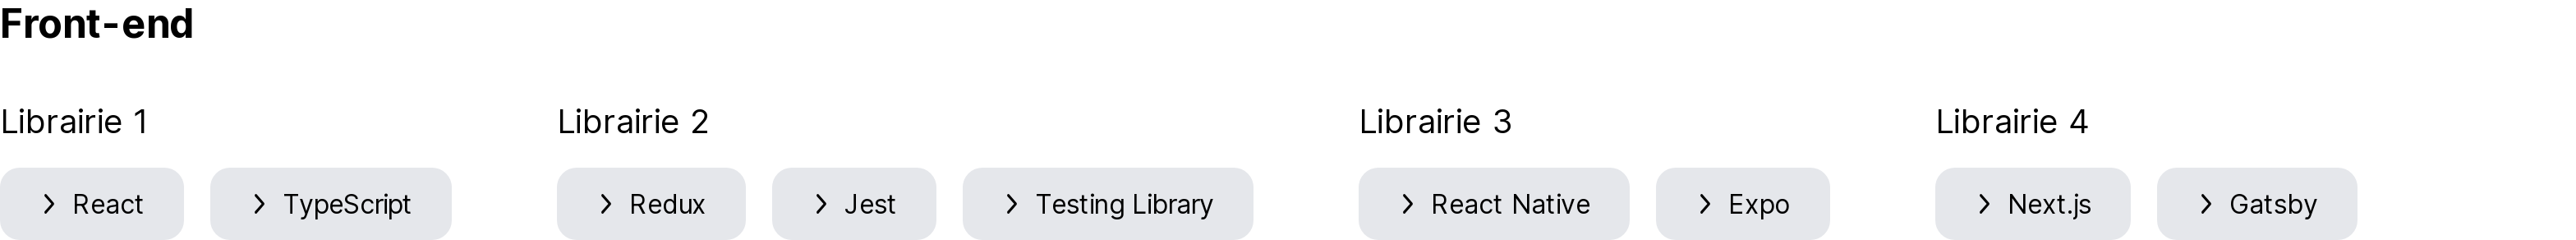 Front-end
Librairie 1 Librairie 2 Librairie 3 Librairie 4
React TypeScript Redux Jest Testing Library React Native Expo Next.js Gatsby